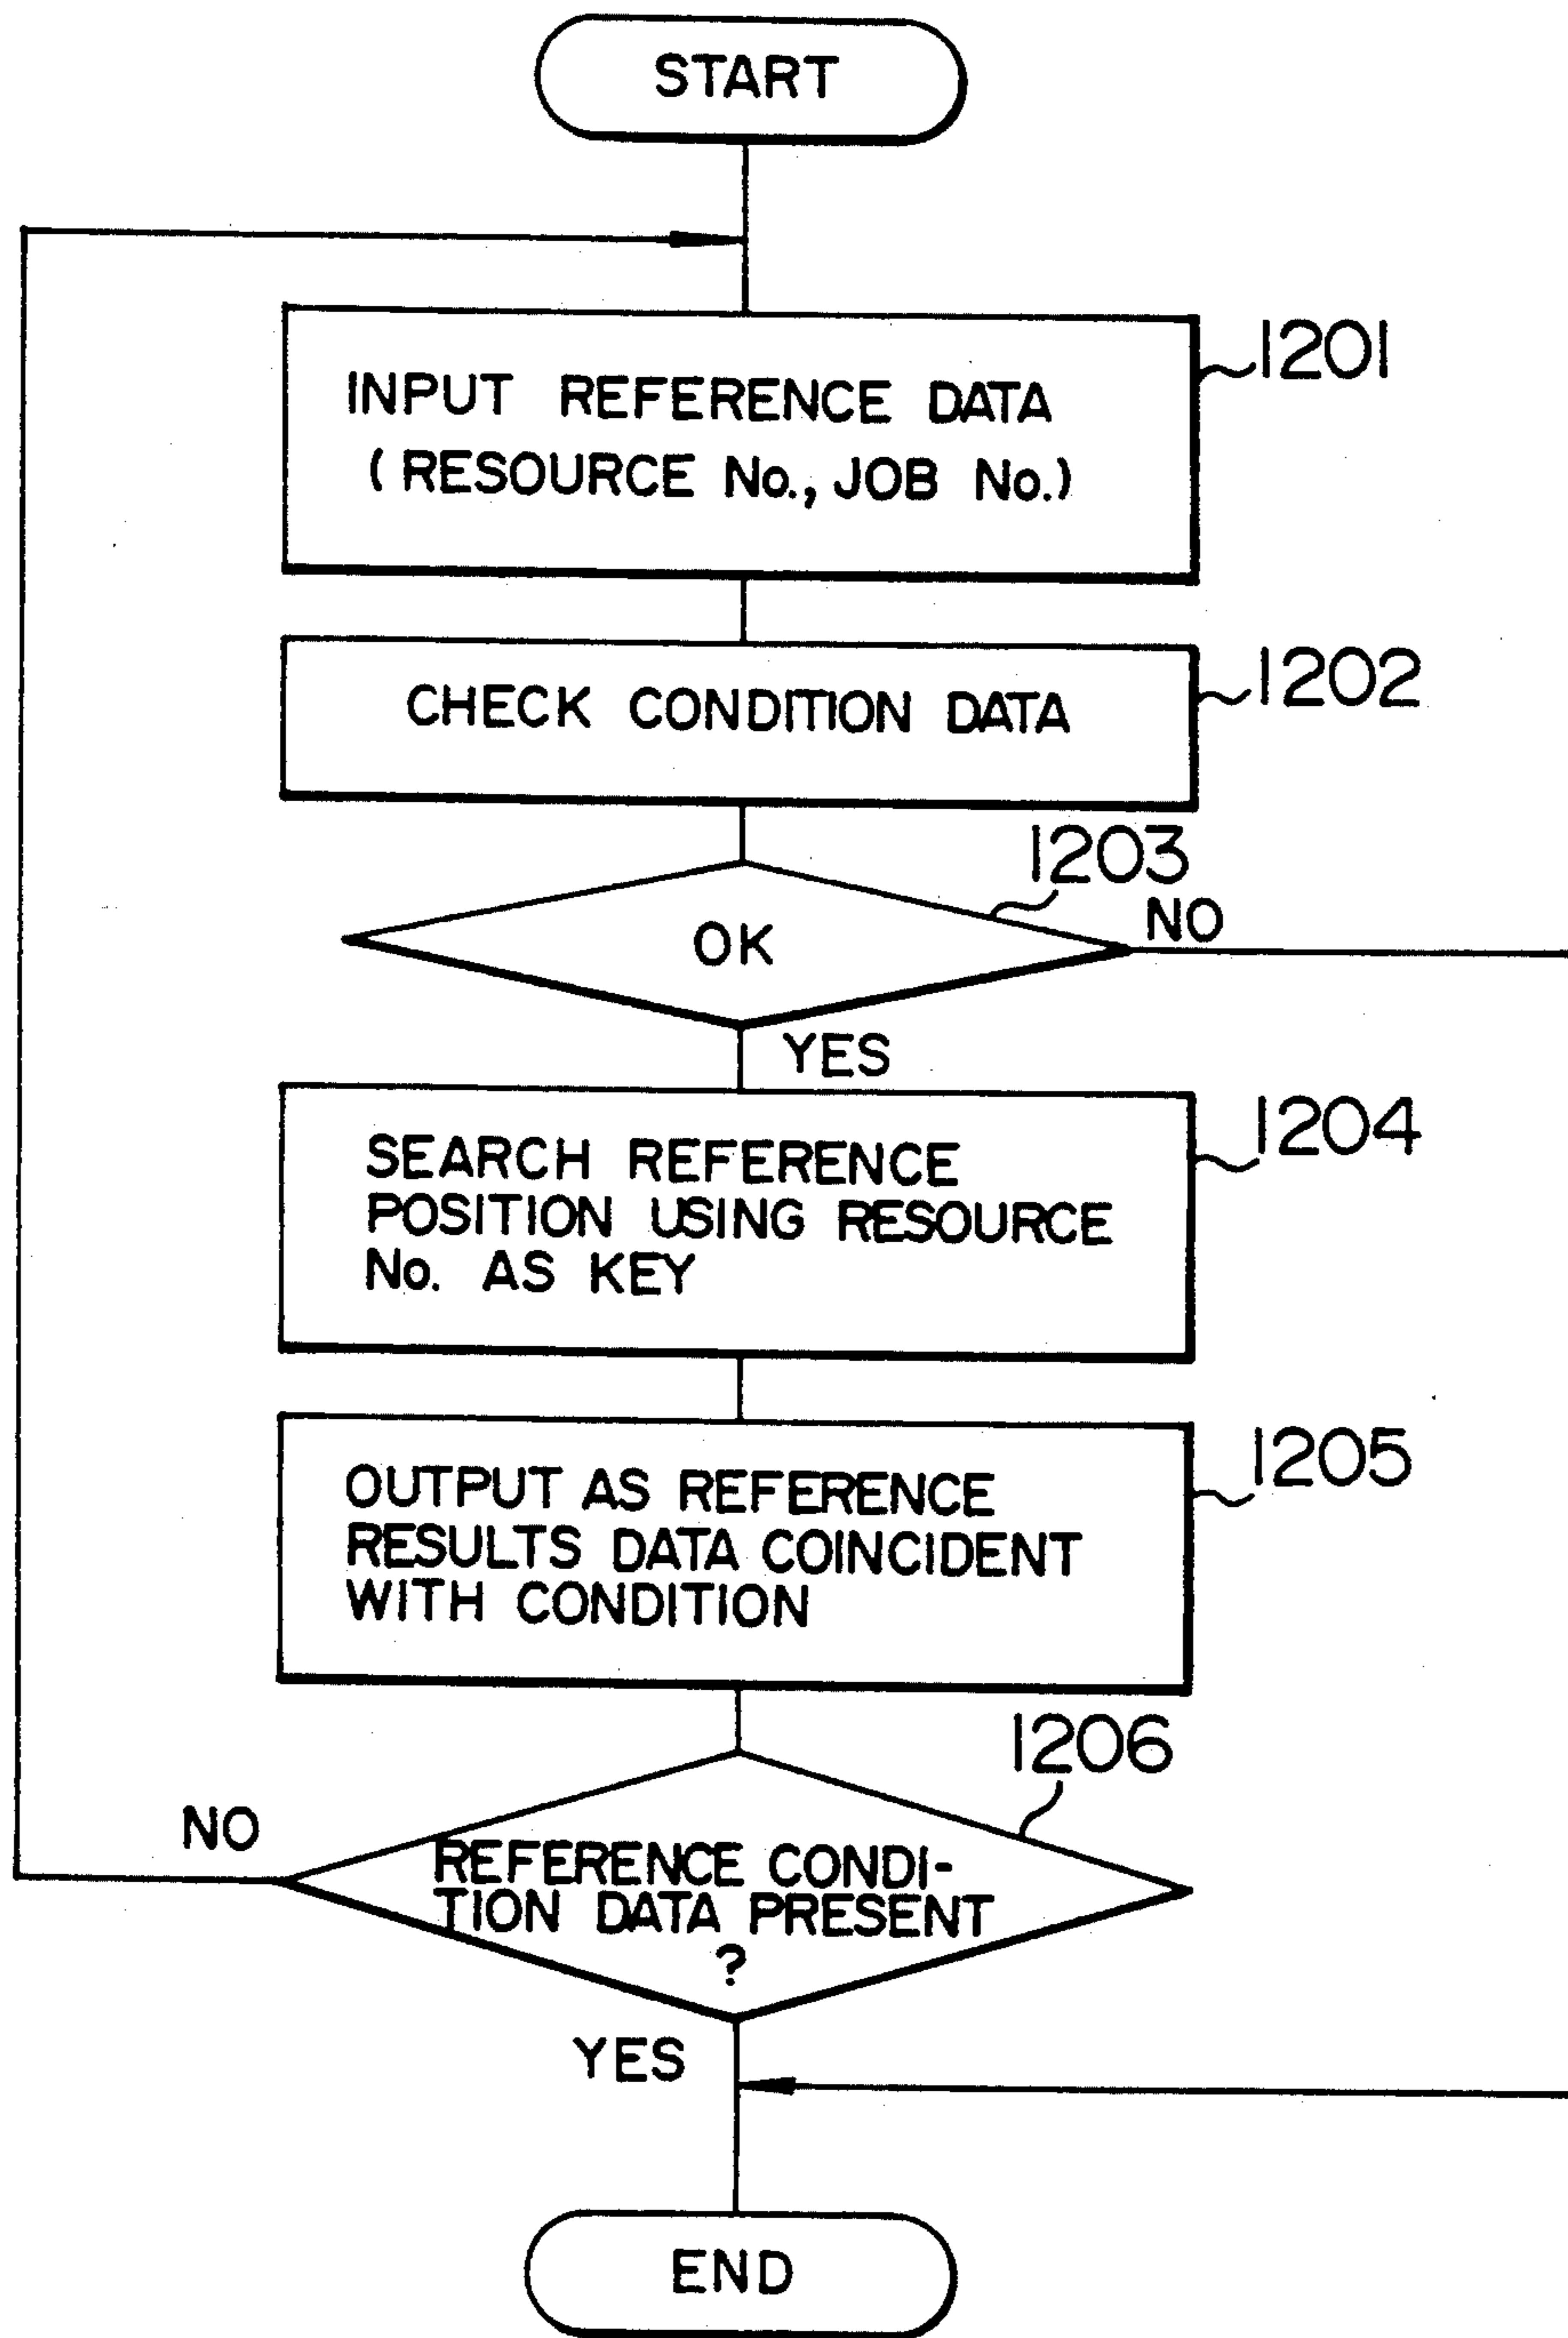 START
INPUT REFERENCE DATA
(RESOURCE No., JOB No.)
1201
CHECK CONDITION DATA
1202
1203
OK
NO
YES
SEARCH REFERENCE
POSITION USING RESOURCE
No. AS KEY
1204
OUTPUT AS REFERENCE
RESULTS DATA COINCIDENT
WITH CONDITION
1205
1206
NO
REFERENCE CONDI-
TION DATA PRESENT
?
YES
END